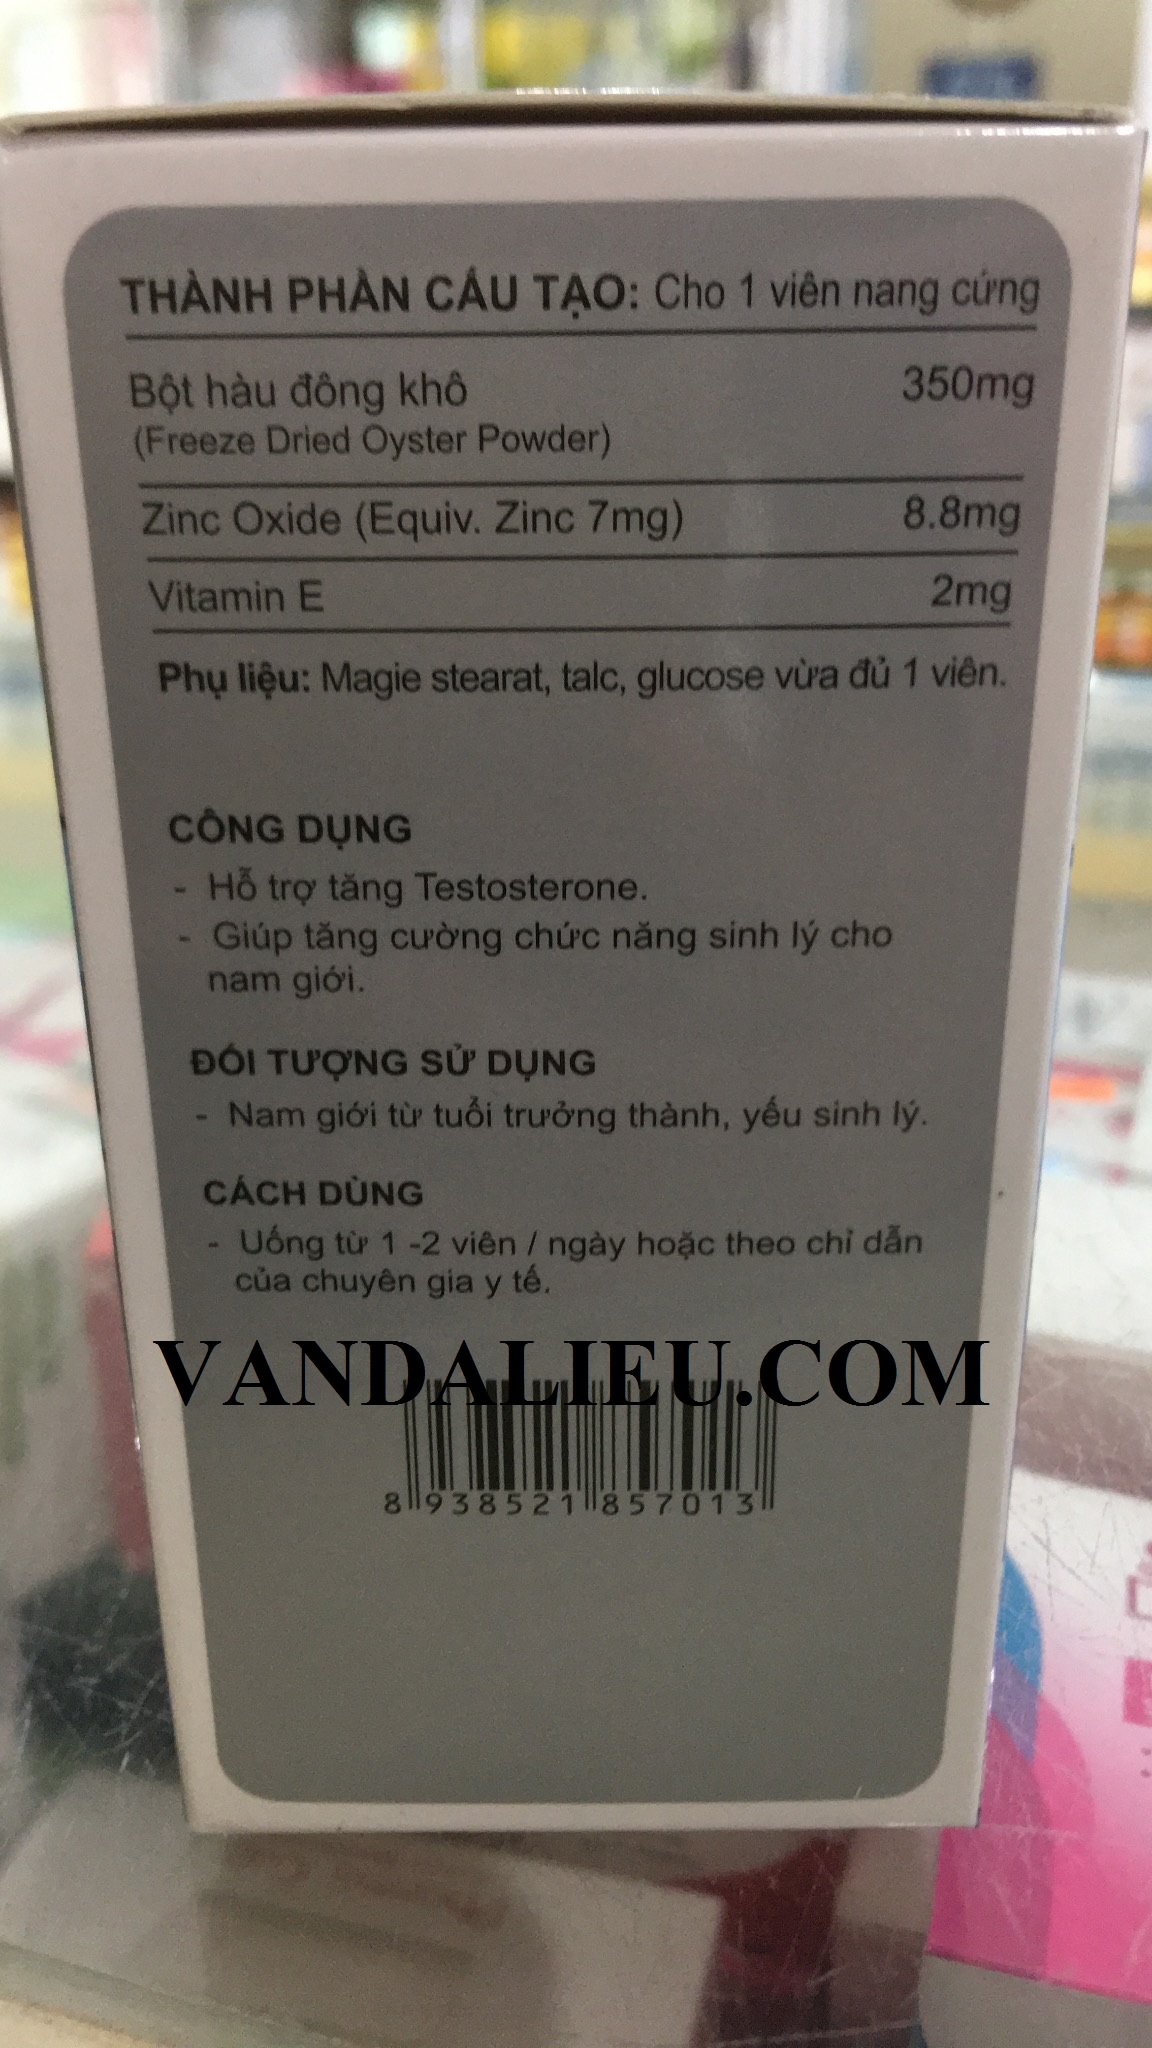 THÀNH PHẦN CẤU TẠO: Cho 1 viên nang cứng
Bột hàu đông khô 350mg
(Freeze Dried Oyster Powder)
Zinc Oxide (Equiv. Zinc 7mg) 8.8mg
Vitamin E 2mg
Phụ liệu: Magie stearat, talc, glucose vừa đủ 1 viên.
CÔNG DỤNG
- Hỗ trợ tăng Testosterone.
- Giúp tăng cường chức năng sinh lý cho
nam giới.
ĐỐI TƯỢNG SỬ DỤNG
- Nam giới từ tuổi trưởng thành, yếu sinh lý.
CÁCH DÙNG
- Uống từ 1 -2 viên / ngày hoặc theo chỉ dẫn
của chuyên gia y tế.
VANDALIEU.COM
8 938521 857013